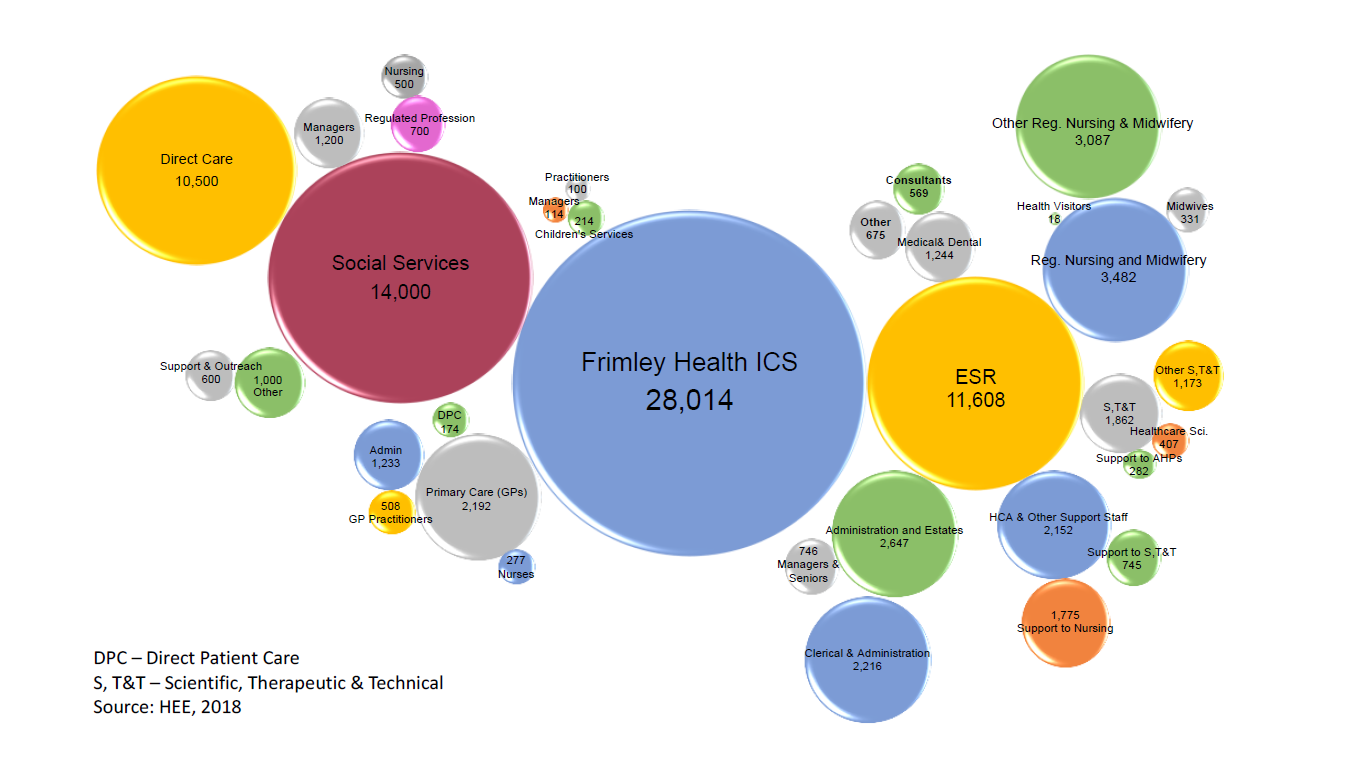 Nursing
500
Regulated Profession
700
Managers
1,200
Direct Care
10,500
Social Services
14,000
Support & Outreach
600
1,000
Other
Practitioners
100
Managers
114
214
Children's Services
Frimley Health ICS
28,014
DPC
174
Admin
1,233
Primary Care (GPs)
2,192
508
GP Practitioners
277
Nurses
Consultants
569
Other
675
Medical& Dental
1,244
Other Reg. Nursing & Midwifery
3,087
Health Visitors
18
Midwives
331
Reg. Nursing and Midwifery
3,482
ESR
11,608
Other S,T&T
1,173
S,T&T
1,862
Healthcare Sci.
407
Support to AHPs
282
HCA & Other Support Staff
2,152
Support to S,T&T
745
1,775
Support to Nursing
Administration and Estates
2,647
746
Managers &
Seniors
Clerical & Administration
2,216
DPC – Direct Patient Care
S, T&T – Scientific, Therapeutic & Technical
Source: HEE, 2018